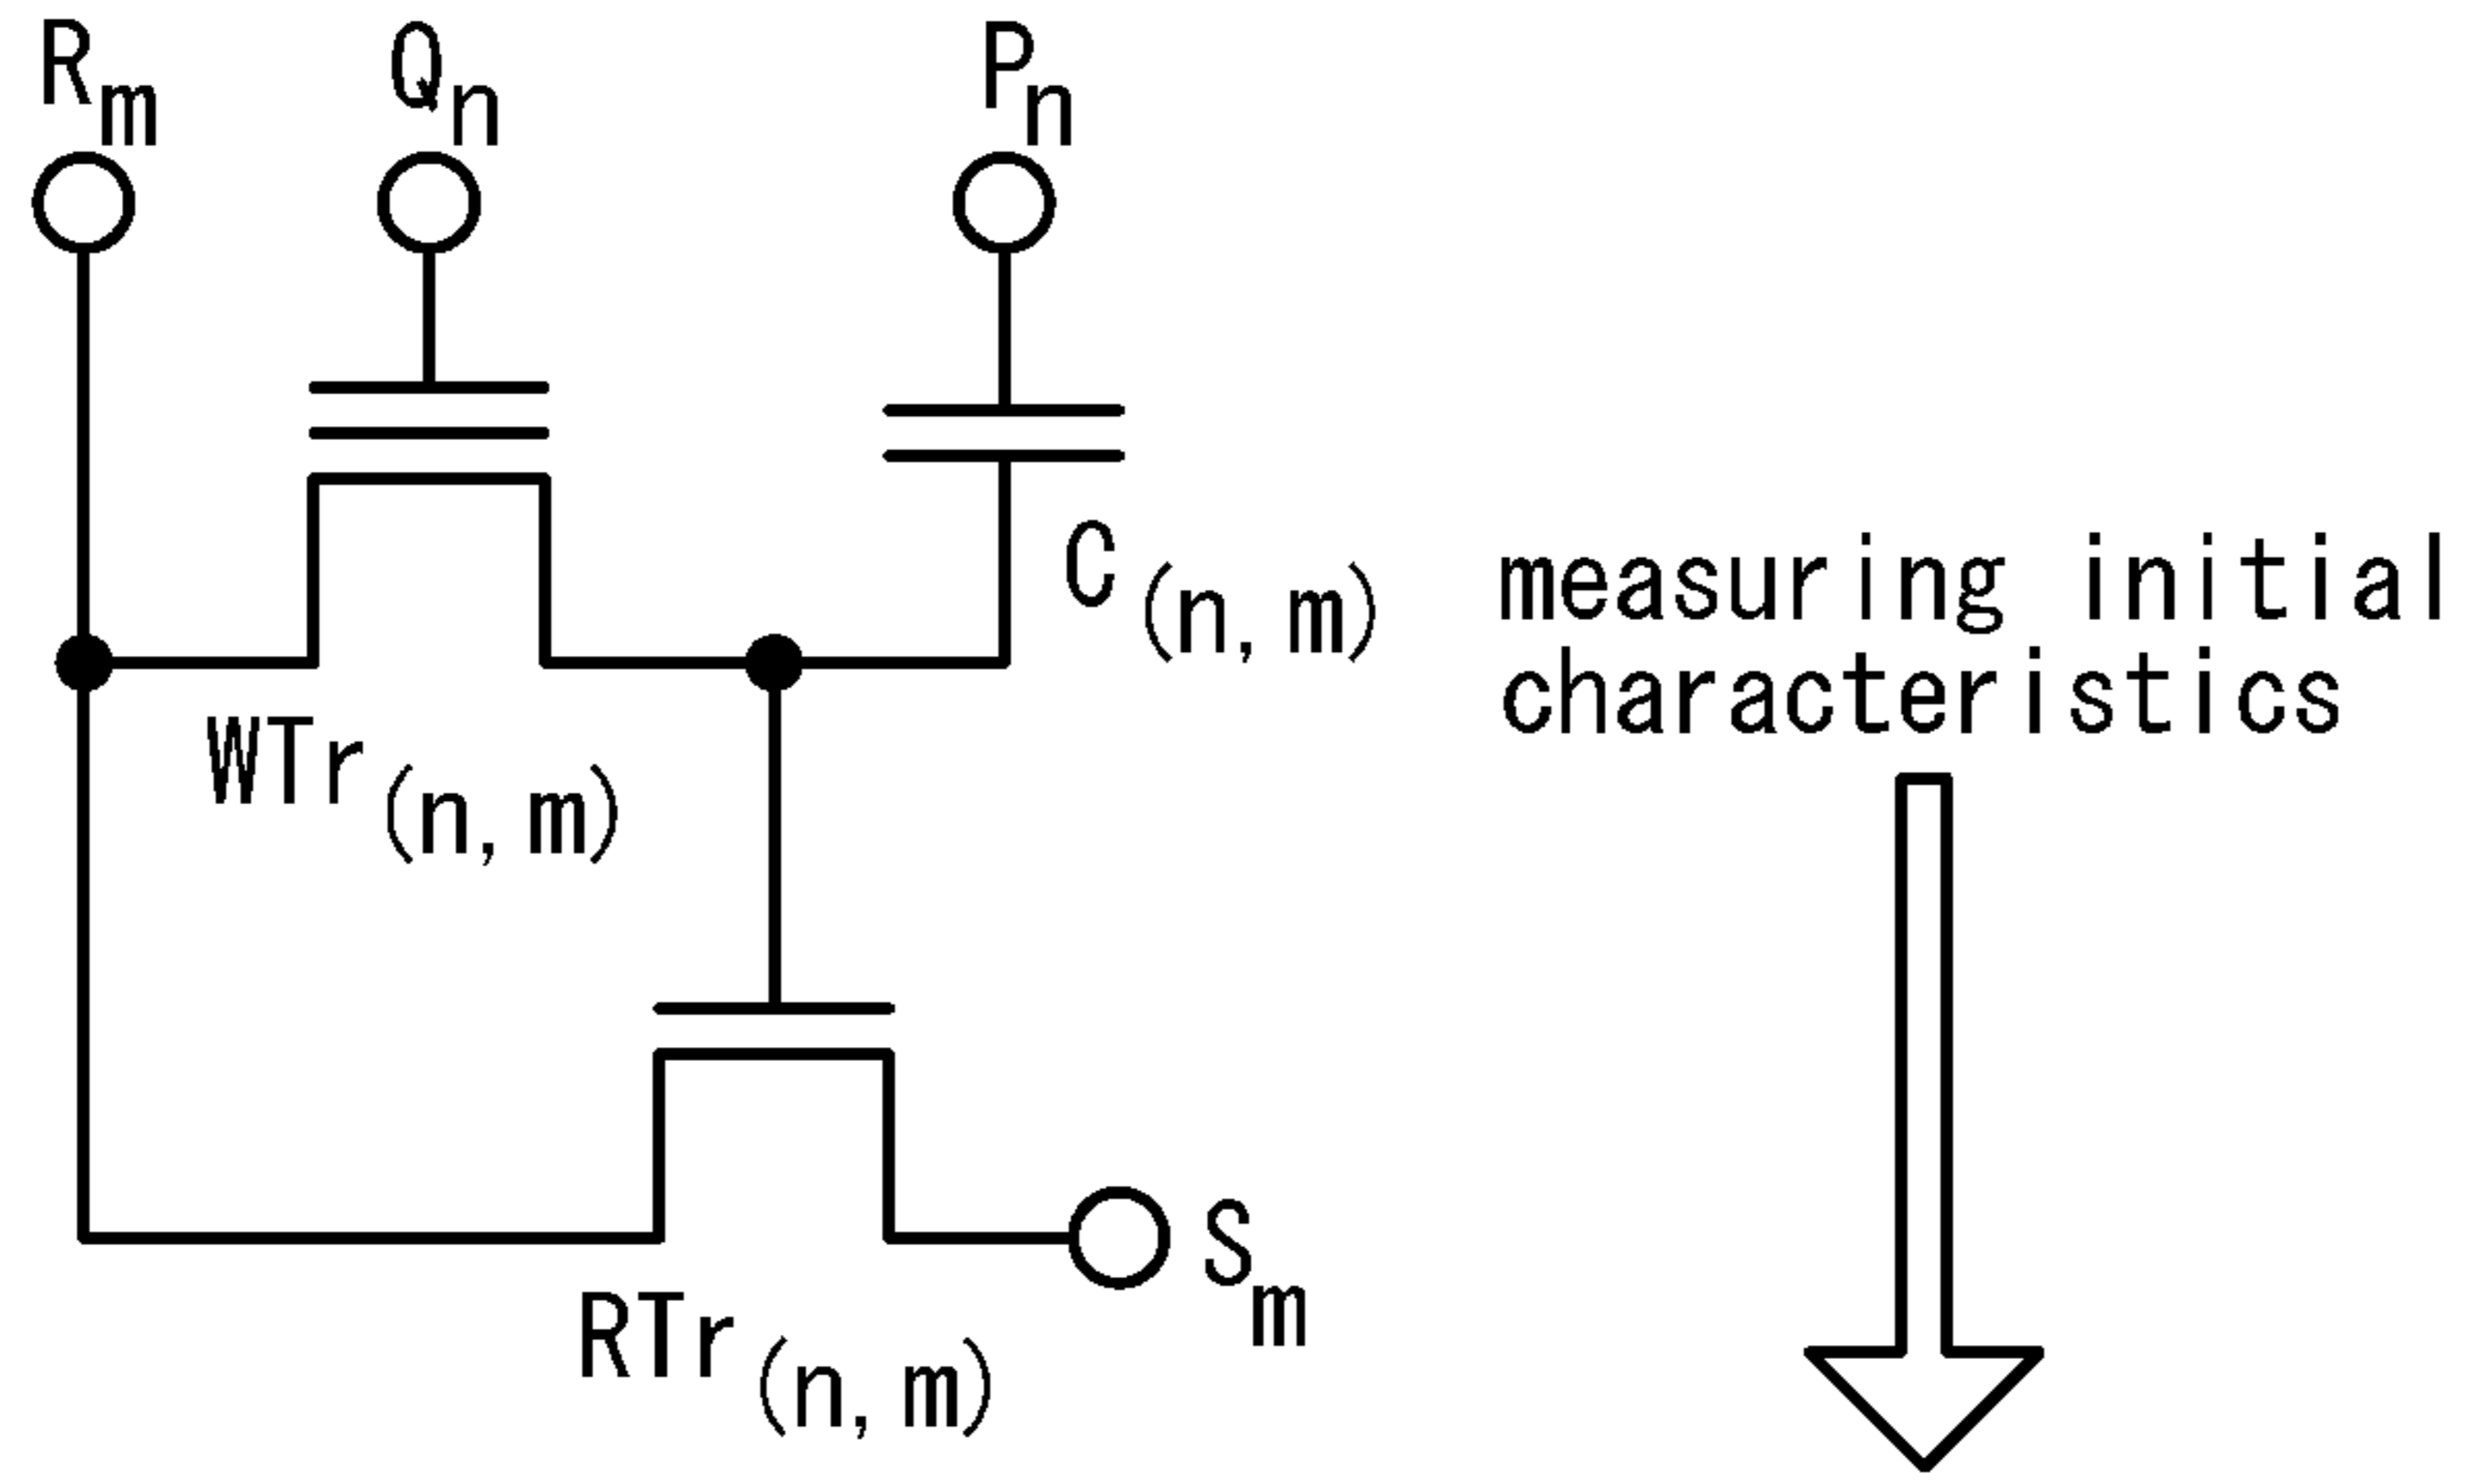 Rm
Qn
Pn
C(n,m)
measuring initial
characteristics
WTr(n,m)
Sm
RTr(n,m)